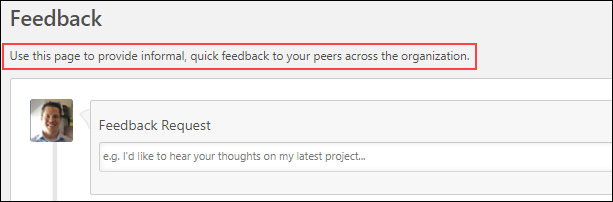 Feedback
Use this page to provide informal, quick feedback to your peers across the organization.
Feedback Request
e.g. I'd like to hear your thoughts on my latest project...